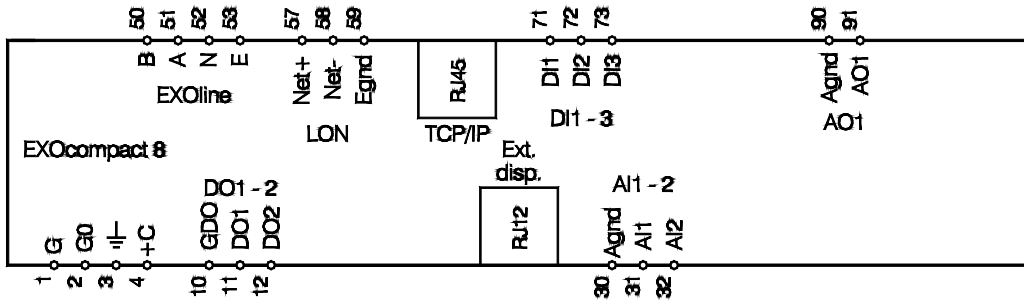 50 51 52 53 57 58 59 71 72 73 90 91
B A N E Net+ Net- Egnd RJ45 DI1 DI2 DI3 Agnd AO1
EXOline
DI1 - 3 AO1
LON TCP/IP
EXOcompact 8 Ext.
disp.
DO1 - 2 AI1 - 2
G G0 +C GDO DO1 DO2 RJ12 Agnd AI1 AI2
1 2 3 4 10 11 12 30 31 32